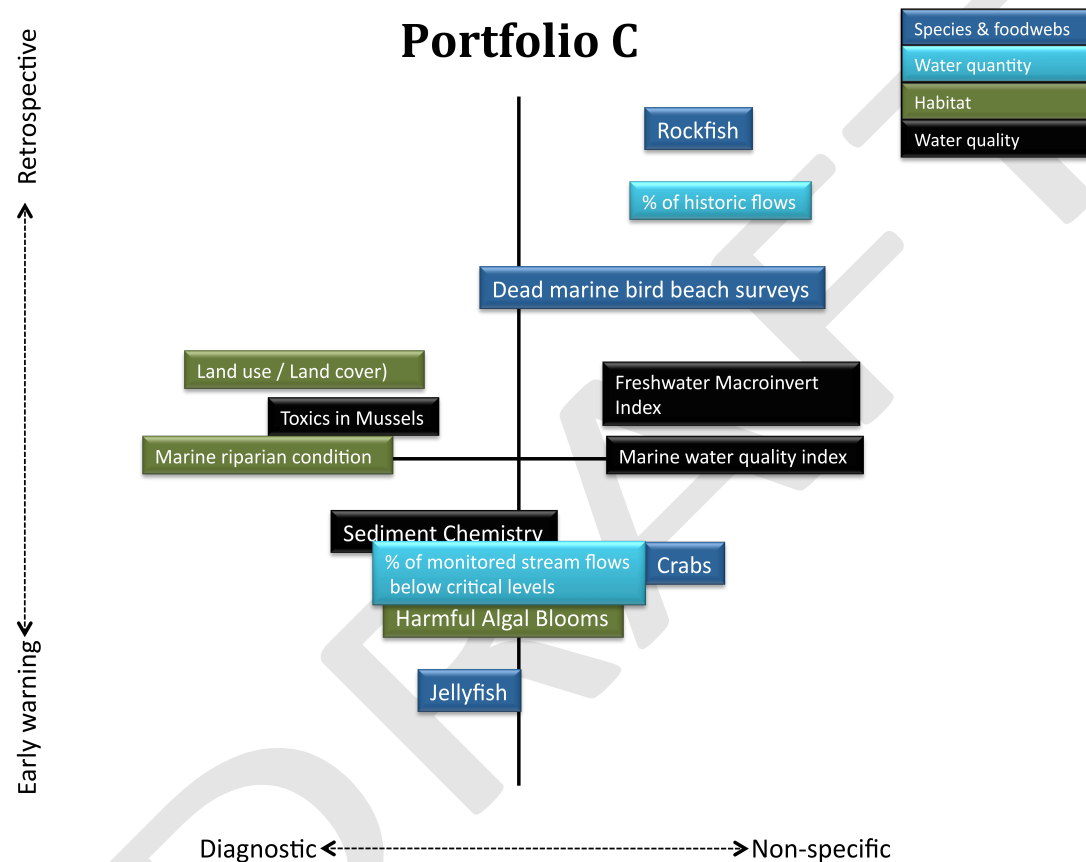 Portfolio C
Species & foodwebs
Water quantity
Habitat
Water quality
Retrospective
Early warning
Rockfish
% of historic flows
Dead marine bird beach surveys
Land use / Land cover)
Freshwater Macroinvert
Index
Toxics in Mussels
Marine riparian condition
Marine water quality index
Sediment Chemistry
% of monitored stream flows
below critical levels
Crabs
Harmful Algal Blooms
Jellyfish
Diagnostic
Non-specific
DRAFT